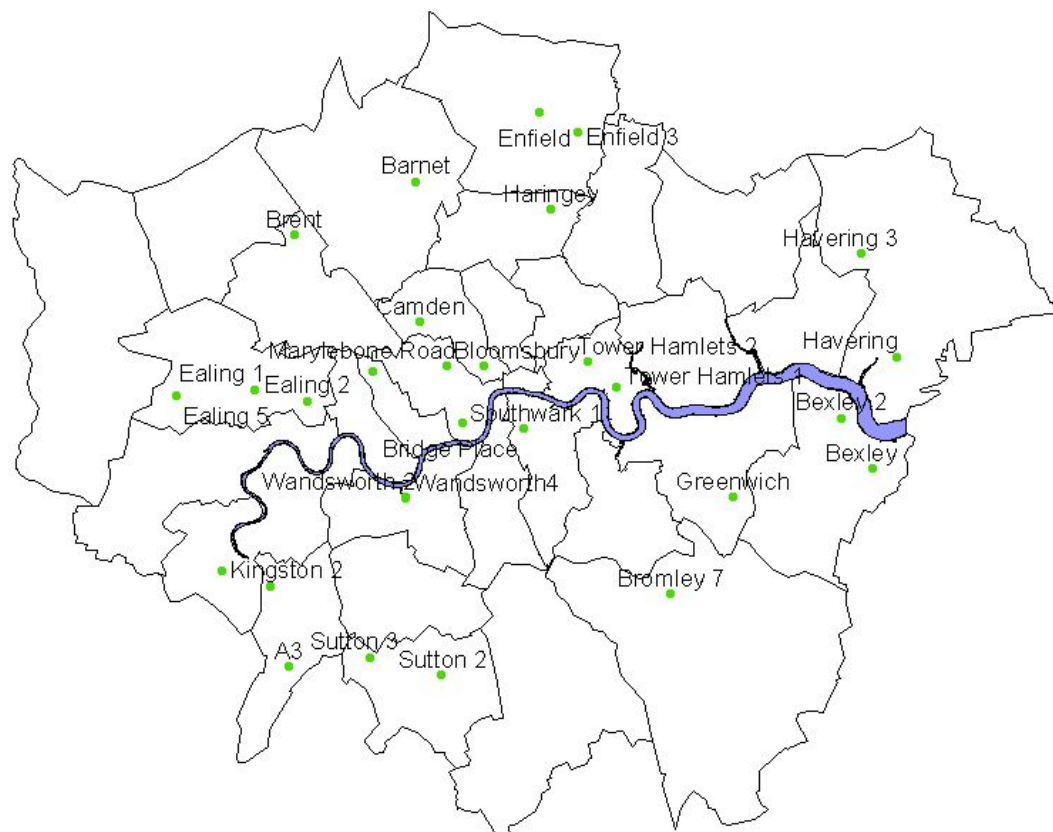 Enfield
Enfield 3
Barnet
Haringey
Brent
Havering 3
Camden
Marylebone Road
Bloomsbury
Tower Hamlets 2
Havering
Ealing 1
Ealing 2
Tower Hamlets 1
Ealing 5
Southwark 1
Bexley 2
Bridge Place
Bexley
Wandsworth 2
Wandsworth4
Greenwich
Kingston 2
Bromley 7
A3
Sutton 3
Sutton 2